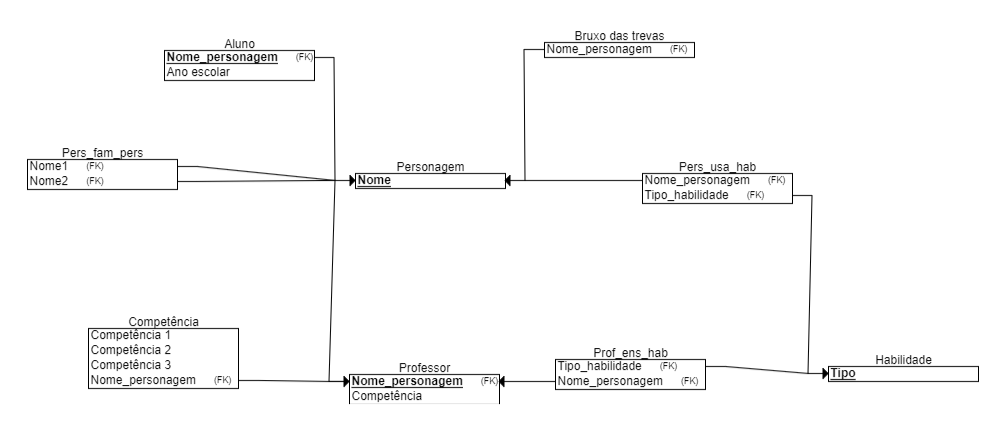 Aluno
Nome_personagem (FK)
Ano escolar
Bruxo das trevas
Nome_personagem (FK)
Pers_fam_pers
Nome1 (FK)
Nome2 (FK)
Personagem
Nome
Pers_usa_hab
Nome_personagem (FK)
Tipo_habilidade (FK)
Competência
Competência 1
Competência 2
Competência 3
Nome_personagem (FK)
Professor
Nome_personagem (FK)
Competência
Prof_ens_hab
Tipo_habilidade (FK)
Nome_personagem (FK)
Habilidade
Tipo